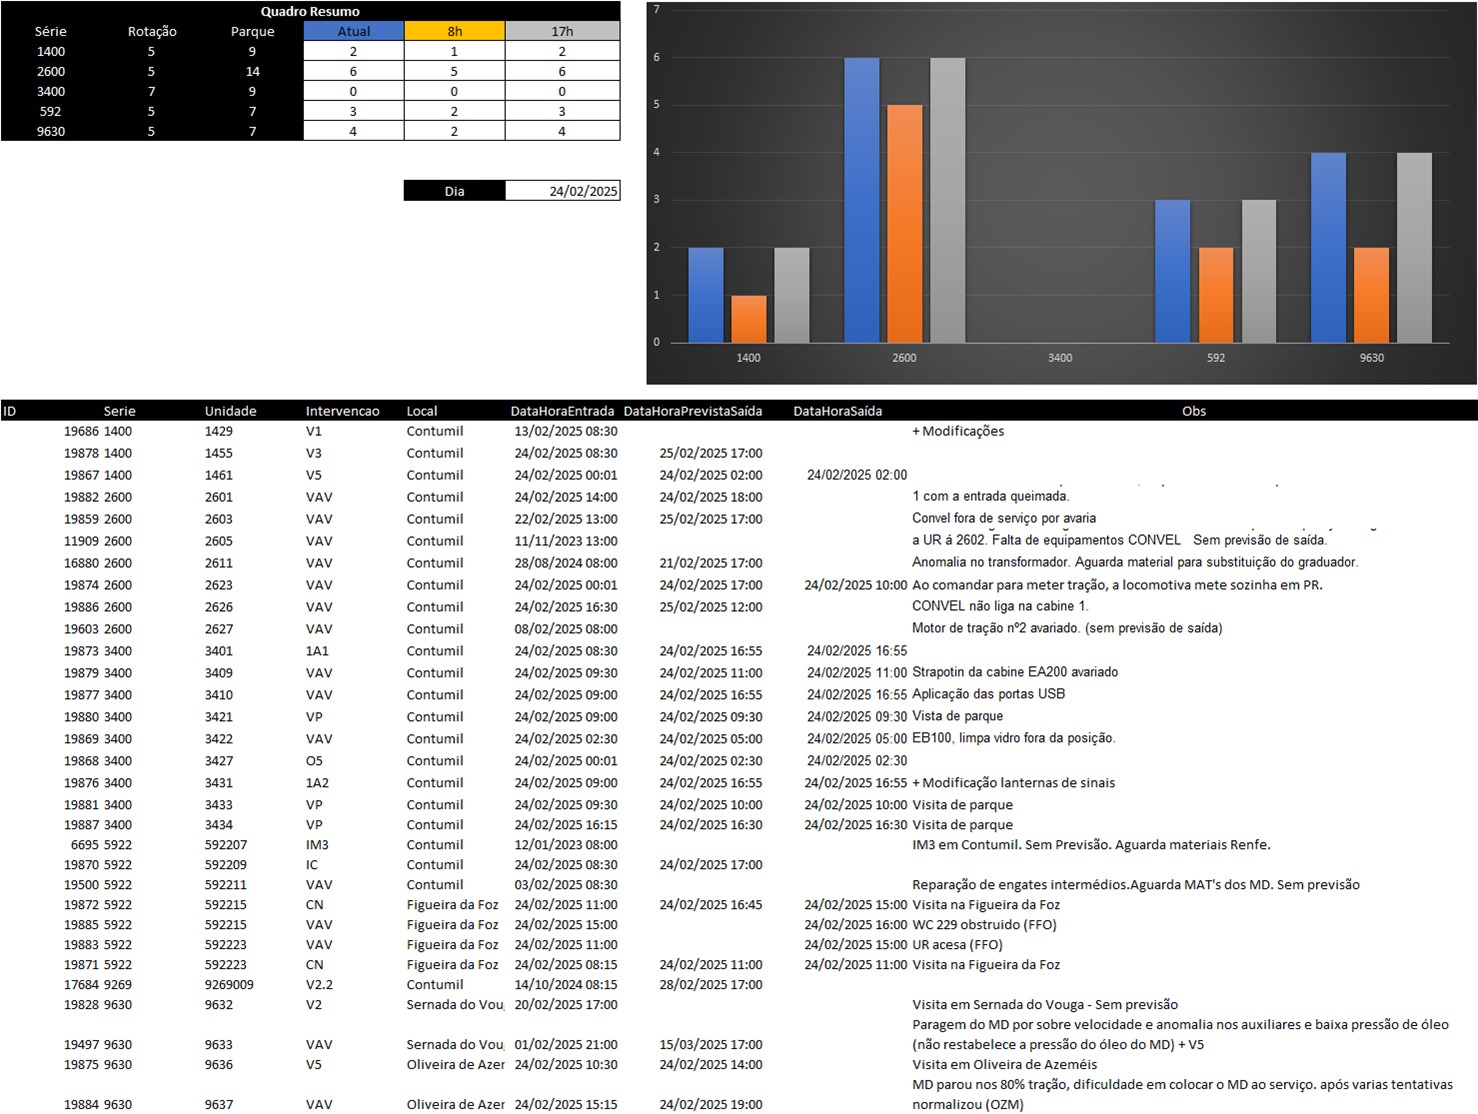 Quadro Resumo
Série Rotação Parque Atual 8h 17h
1400 5 9 2 1 2
2600 5 14 6 5 6
3400 7 9 0 0 0
592 5 7 3 2 3
9630 5 7 4 2 4
Dia 24/02/2025
7
6
5
4
3
2
1
0
1400 2600 3400 592 9630
ID Serie Unidade Intervencao Local DataHoraEntrada DataHoraPrevistaSaída DataHoraSaída Obs
19686 1400 1429 V1 Contumil 13/02/2025 08:30 + Modificações
19878 1400 1455 V3 Contumil 24/02/2025 08:30 25/02/2025 17:00
19867 1400 1461 V5 Contumil 24/02/2025 00:01 24/02/2025 02:00 24/02/2025 02:00
19882 2600 2601 VAV Contumil 24/02/2025 14:00 24/02/2025 18:00 1 com a entrada queimada.
19859 2600 2603 VAV Contumil 22/02/2025 13:00 25/02/2025 17:00 Convel fora de serviço por avaria
11909 2600 2605 VAV Contumil 11/11/2023 13:00 a UR á 2602. Falta de equipamentos CONVEL Sem previsão de saída.
16880 2600 2611 VAV Contumil 28/08/2024 08:00 21/02/2025 17:00 Anomalia no transformador. Aguarda material para substituição do graduador.
19874 2600 2623 VAV Contumil 24/02/2025 00:01 24/02/2025 17:00 24/02/2025 10:00 Ao comandar para meter tração, a locomotiva mete sozinha em PR.
19886 2600 2626 VAV Contumil 24/02/2025 16:30 25/02/2025 12:00 CONVEL não liga na cabine 1.
19603 2600 2627 VAV Contumil 08/02/2025 08:00 Motor de tração nº2 avariado. (sem previsão de saída)
19873 3400 3401 1A1 Contumil 24/02/2025 08:30 24/02/2025 16:55 24/02/2025 16:55
19879 3400 3409 VAV Contumil 24/02/2025 09:30 24/02/2025 11:00 24/02/2025 11:00 Strapotin da cabine EA200 avariado
19877 3400 3410 VAV Contumil 24/02/2025 09:00 24/02/2025 16:55 24/02/2025 16:55 Aplicação das portas USB
19880 3400 3421 VP Contumil 24/02/2025 09:00 24/02/2025 09:30 24/02/2025 09:30 Vista de parque
19869 3400 3422 VAV Contumil 24/02/2025 02:30 24/02/2025 05:00 24/02/2025 05:00 EB100, limpa vidro fora da posição.
19868 3400 3427 O5 Contumil 24/02/2025 00:01 24/02/2025 02:30 24/02/2025 02:30
19876 3400 3431 1A2 Contumil 24/02/2025 09:00 24/02/2025 16:55 24/02/2025 16:55 + Modificação lanternas de sinais
19881 3400 3433 VP Contumil 24/02/2025 09:30 24/02/2025 10:00 24/02/2025 10:00 Visita de parque
19887 3400 3434 VP Contumil 24/02/2025 16:15 24/02/2025 16:30 24/02/2025 16:30 Visita de parque
6695 5922 592207 IM3 Contumil 12/01/2023 08:00 IM3 em Contumil. Sem Previsão. Aguarda materiais Renfe.
19870 5922 592209 IC Contumil 24/02/2025 08:30 24/02/2025 17:00
19500 5922 592211 VAV Contumil 03/02/2025 08:30 Reparação de engates intermédios.Aguarda MAT's dos MD. Sem previsão
19872 5922 592215 CN Figueira da Foz 24/02/2025 11:00 24/02/2025 16:45 24/02/2025 15:00 Visita na Figueira da Foz
19885 5922 592215 VAV Figueira da Foz 24/02/2025 15:00 24/02/2025 16:00 WC 229 obstruido (FFO)
19883 5922 592223 VAV Figueira da Foz 24/02/2025 11:00 24/02/2025 15:00 UR acesa (FFO)
19871 5922 592223 CN Figueira da Foz 24/02/2025 08:15 24/02/2025 11:00 24/02/2025 11:00 Visita na Figueira da Foz
17684 9269 9269009 V2.2 Contumil 14/10/2024 08:15 28/02/2025 17:00
19828 9630 9632 V2 Sernada do Voug 20/02/2025 17:00 Visita em Sernada do Vouga - Sem previsão
Paragem do MD por sobre velocidade e anomalia nos auxiliares e baixa pressão de óleo
19497 9630 9633 VAV Sernada do Voug 01/02/2025 21:00 15/03/2025 17:00 (não restabelece a pressão do óleo do MD) + V5
19875 9630 9636 V5 Oliveira de Azer 24/02/2025 10:30 24/02/2025 14:00 Visita em Oliveira de Azeméis
MD parou nos 80% tração, dificuldade em colocar o MD ao serviço. após varias tentativas
19884 9630 9637 VAV Oliveira de Azer 24/02/2025 15:15 24/02/2025 19:00 normalizou (OZM)